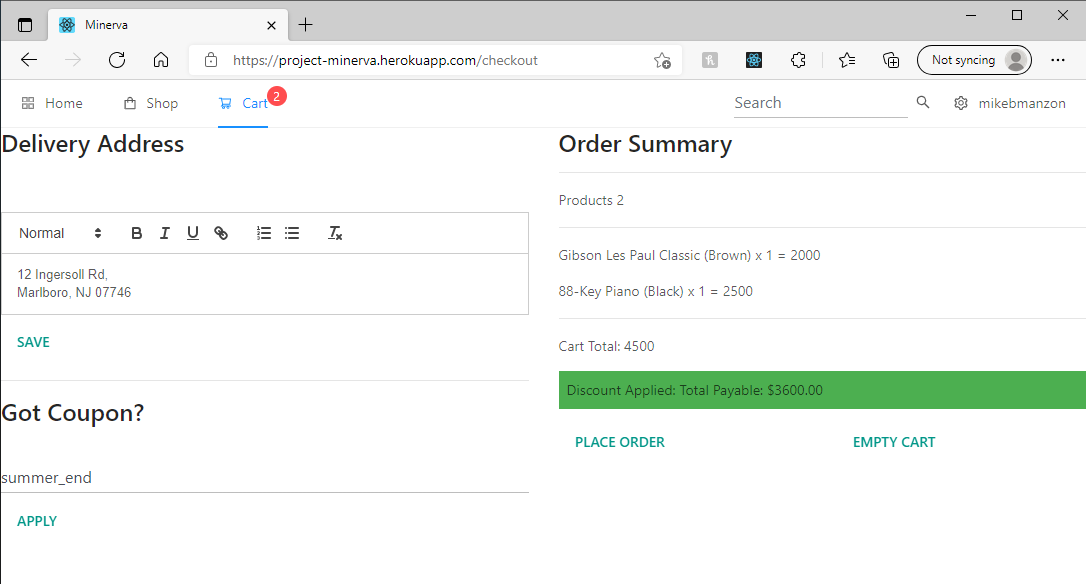 Minerva
https://project-minerva.herokuapp.com/checkout
Not syncing
Home
Shop
Cart
2
Search
mikebmanzon
Delivery Address
Normal
B I U
12 Ingersoll Rd,
Marlboro, NJ 07746
SAVE
Got Coupon?
summer_end
APPLY
Order Summary
Products 2
Gibson Les Paul Classic (Brown) x 1 = 2000
88-Key Piano (Black) x 1 = 2500
Cart Total: 4500
Discount Applied: Total Payable: $3600.00
PLACE ORDER
EMPTY CART